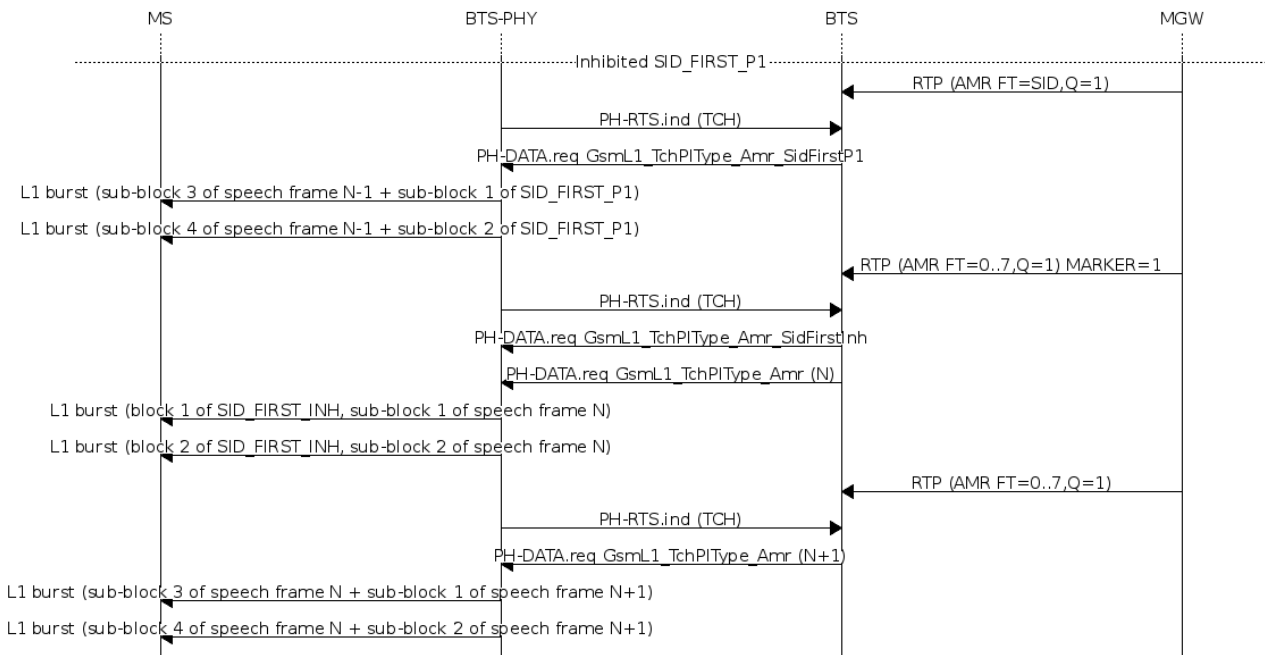 MS BTS-PHY BTS MGW
Inhibited SID_FIRST_P1
RTP (AMR FT=SID,Q=1)
PH-RTS.ind (TCH)
PH-DATA.req GsmL1_TchPlType_Amr_SidFirstP1
L1 burst (sub-block 3 of speech frame N-1 + sub-block 1 of SID_FIRST_P1)
L1 burst (sub-block 4 of speech frame N-1 + sub-block 2 of SID_FIRST_P1)
RTP (AMR FT=0..7,Q=1) MARKER=1
PH-RTS.ind (TCH)
PH-DATA.req GsmL1_TchPlType_Amr_SidFirstInh
PH-DATA.req GsmL1_TchPlType_Amr (N)
L1 burst (block 1 of SID_FIRST_INH, sub-block 1 of speech frame N)
L1 burst (block 2 of SID_FIRST_INH, sub-block 2 of speech frame N)
RTP (AMR FT=0..7,Q=1)
PH-RTS.ind (TCH)
PH-DATA.req GsmL1_TchPlType_Amr (N+1)
L1 burst (sub-block 3 of speech frame N + sub-block 1 of speech frame N+1)
L1 burst (sub-block 4 of speech frame N + sub-block 2 of speech frame N+1)